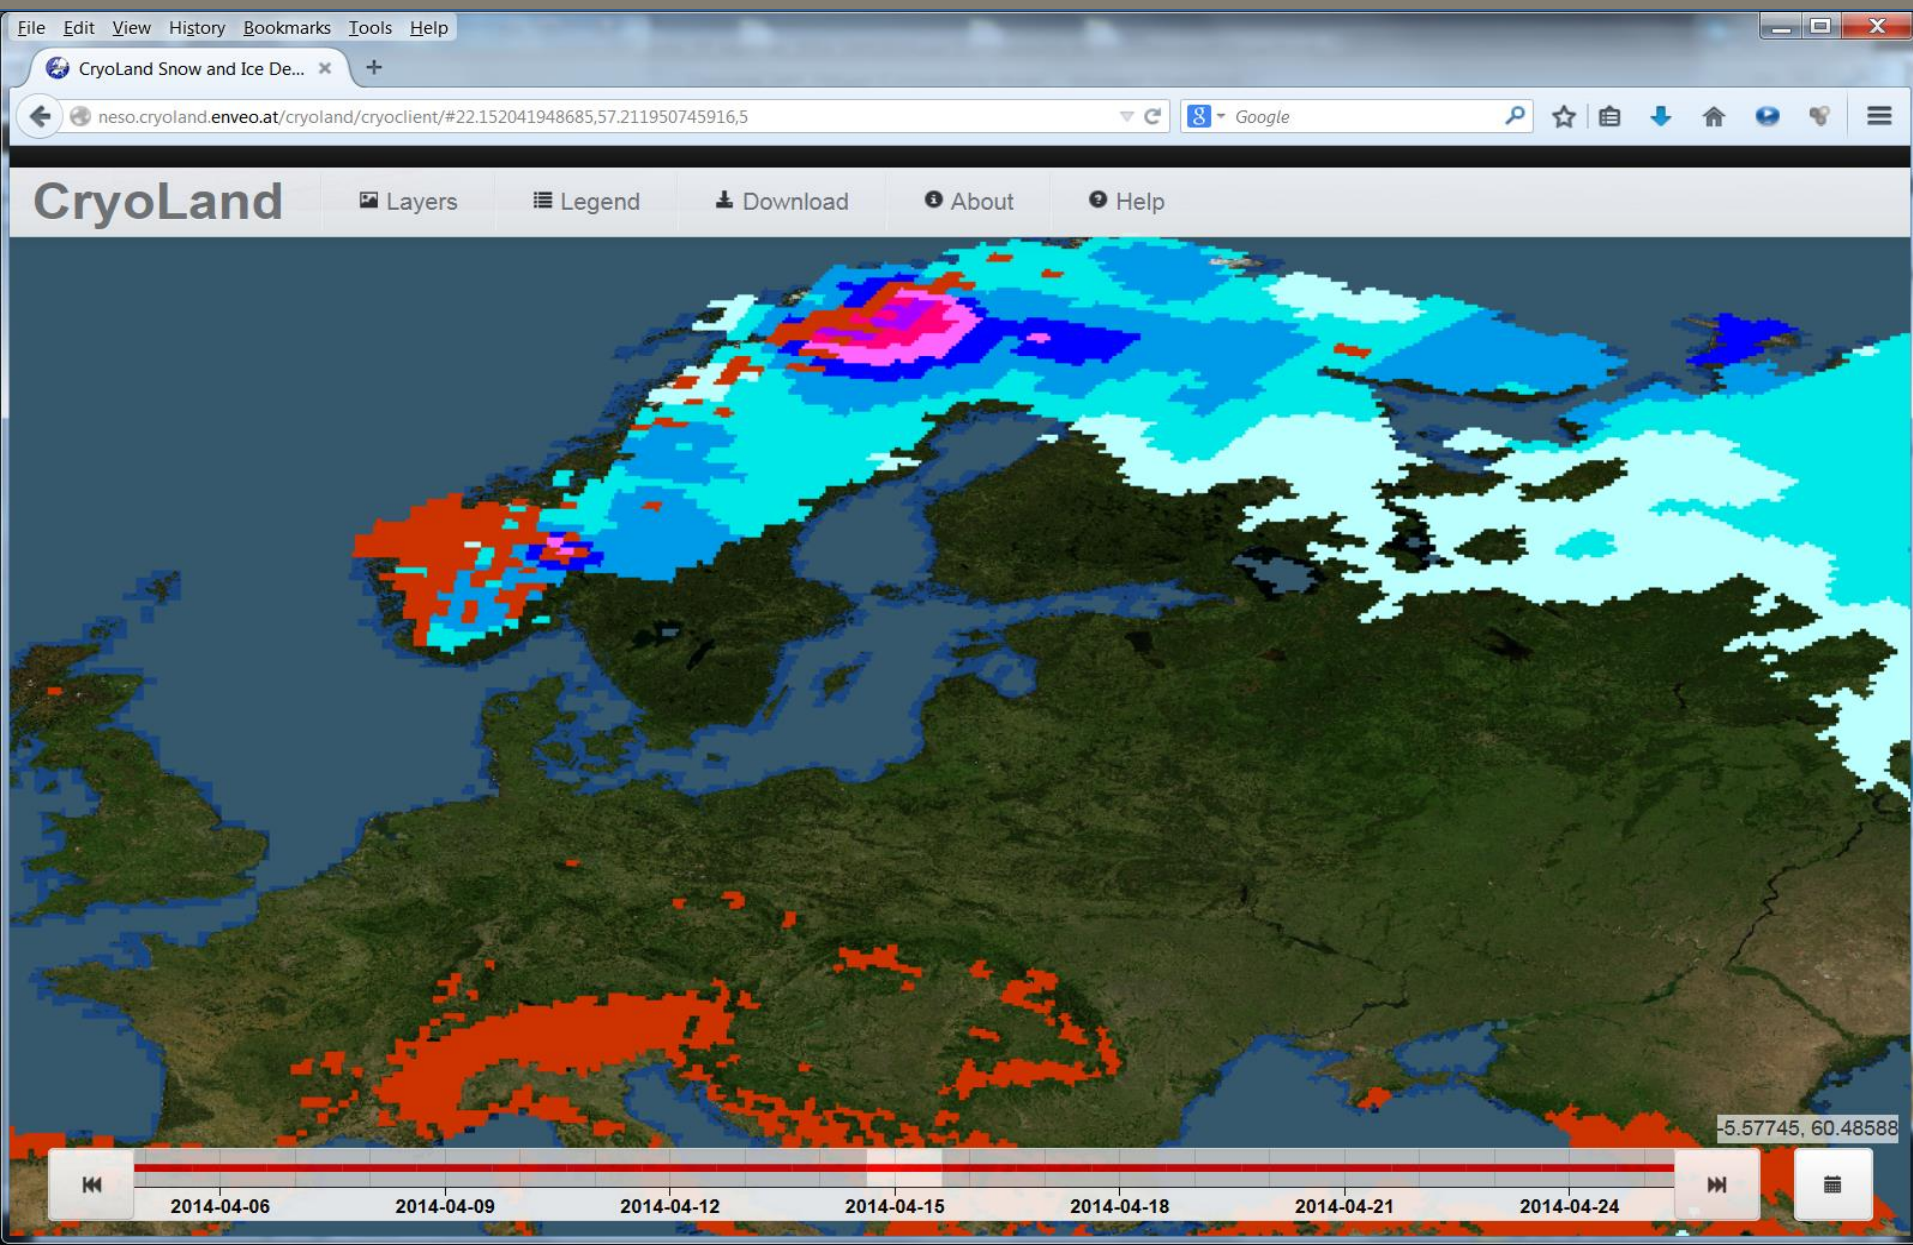 File Edit View History Bookmarks Tools Help
CryoLand Snow and Ice De...
neso.cryoland.enveo.at/cryoland/cryoclient/#22.152041948685,57.211950745916,5
8 Google
CryoLand Layers Legend Download About Help
-5.57745, 60.48588
2014-04-06 2014-04-09 2014-04-12 2014-04-15 2014-04-18 2014-04-21 2014-04-24